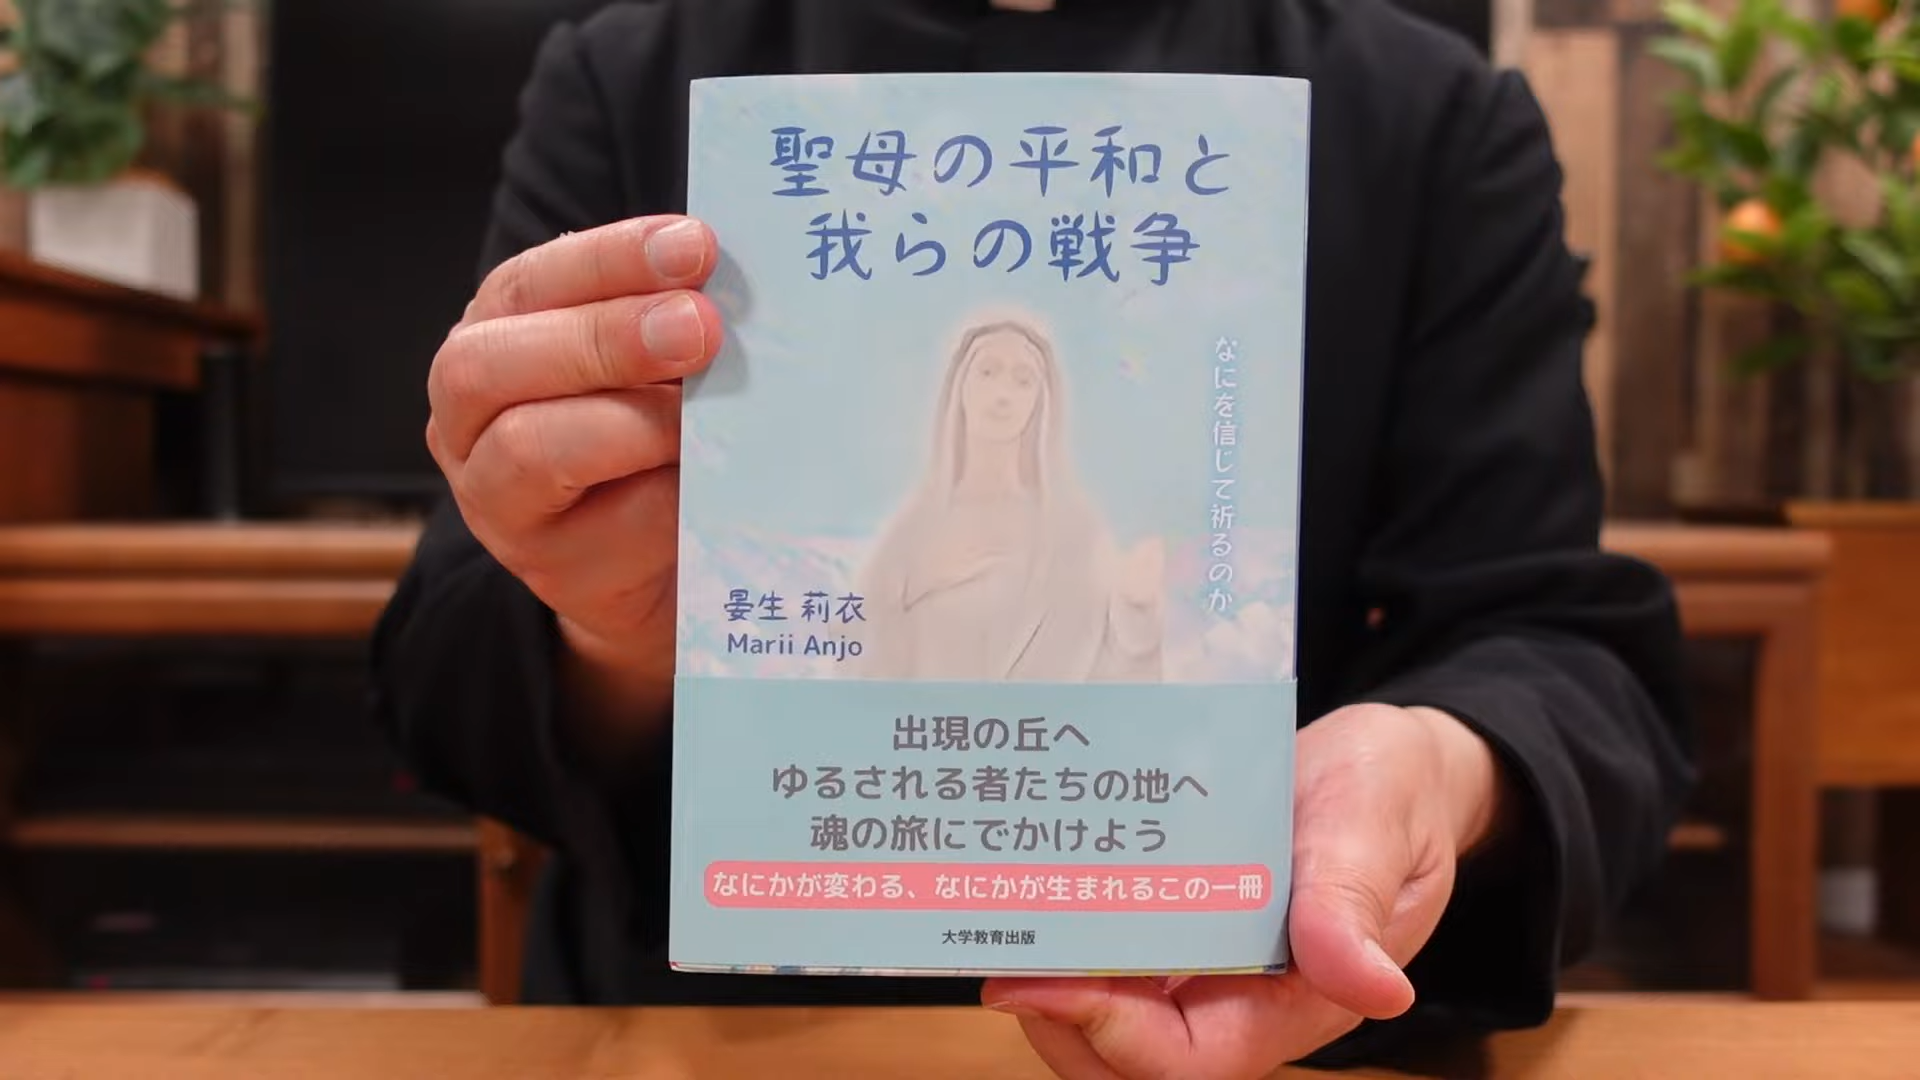 聖母の平和と
我らの戦争
なにを信じて祈るのか
晏生 莉衣
Marii Anjo
出現の丘へ
ゆるされる者たちの地へ
魂の旅にでかけよう
なにかが変わる、なにかが生まれるこの一冊
大学教育出版